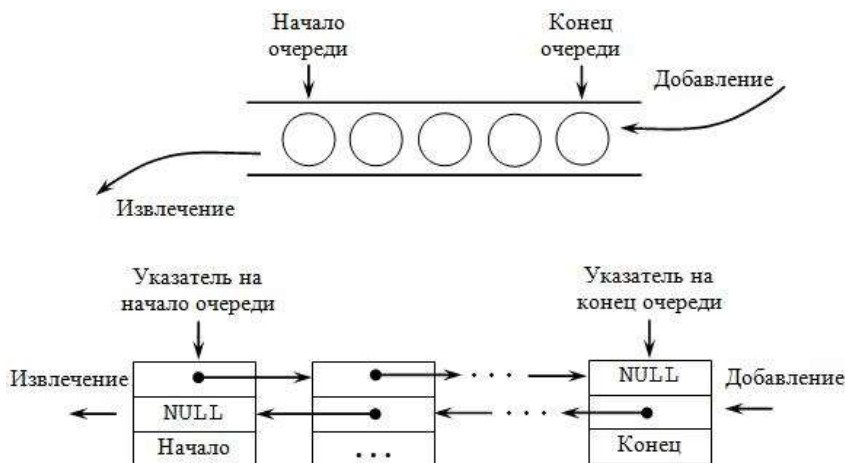 Начало
очереди
Конец
очереди
Добавление
Извлечение
Указатель на
начало очереди
Указатель на
конец очереди
Извлечение
NULL
Добавление
NULL
Начало
...
Конец